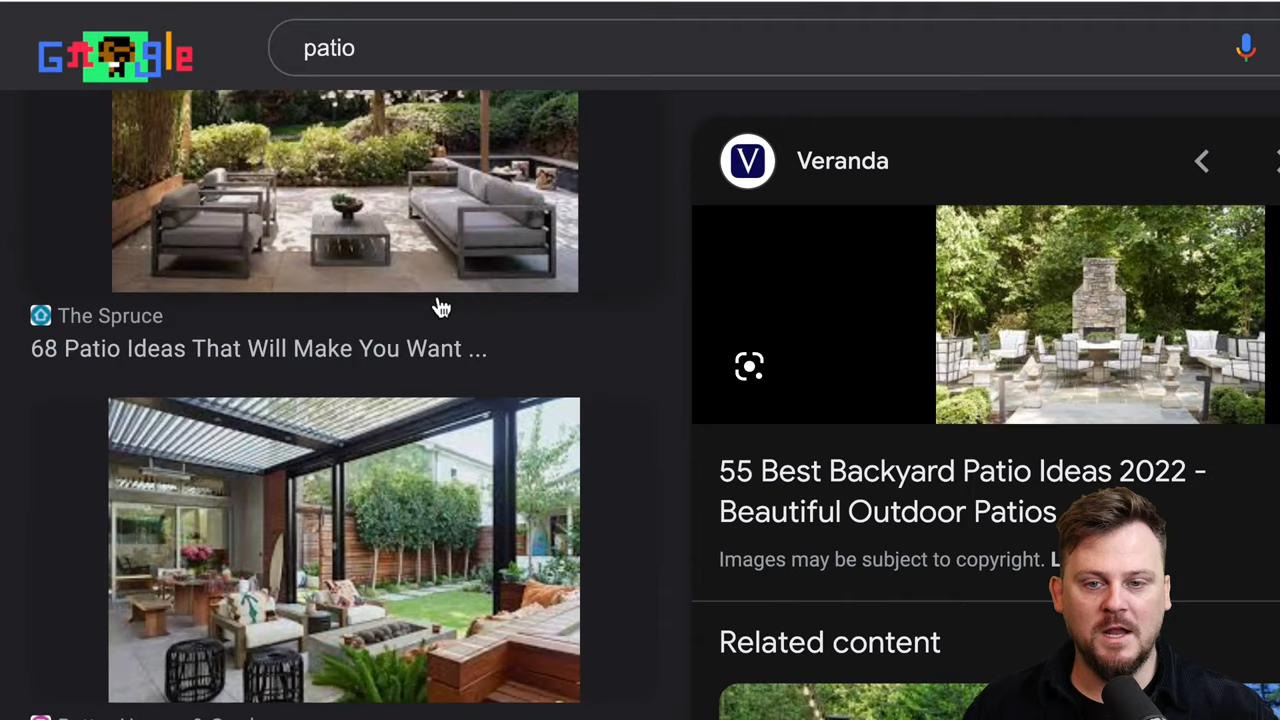 patio
The Spruce
68 Patio Ideas That Will Make You Want ...
V
Veranda
55 Best Backyard Patio Ideas 2022 -
Beautiful Outdoor Patios
Images may be subject to copyright.
Related content